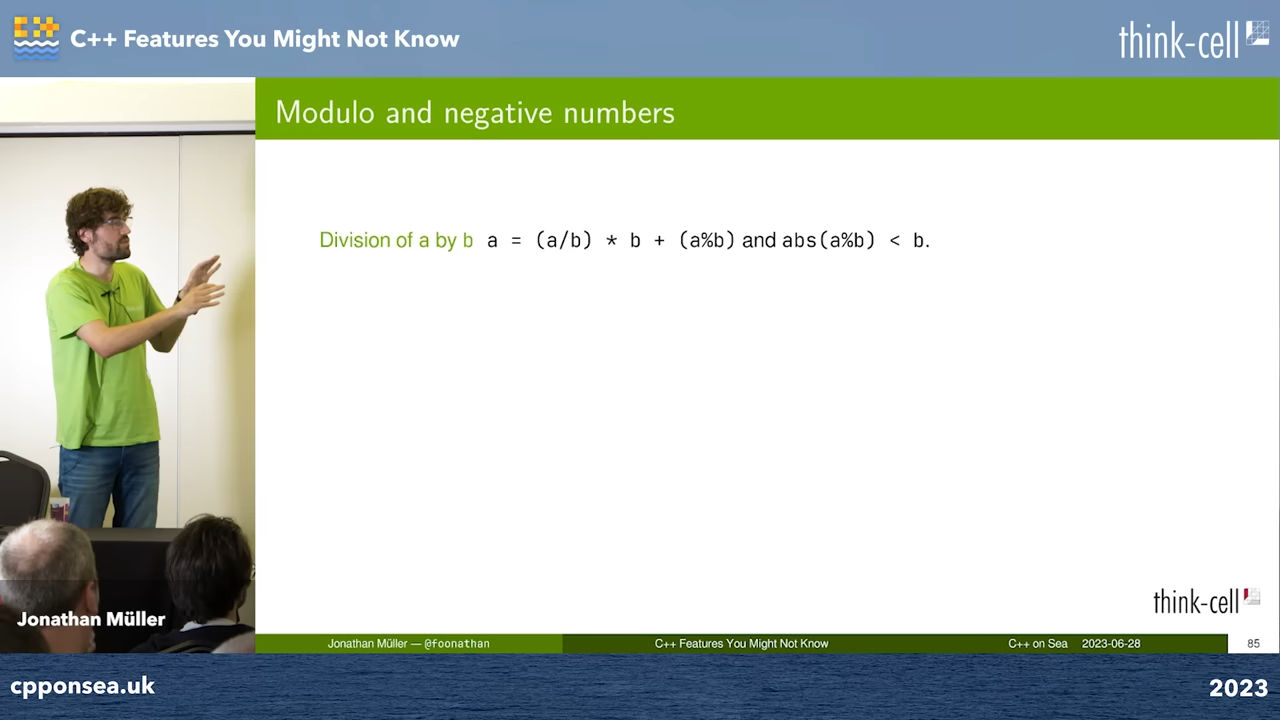 C++
C++ Features You Might Not Know
think-cell
Modulo and negative numbers
Division of a by b a = (a/b) * b + (a%b) and abs(a%b) < b.
think-cell
Jonathan Müller
Jonathan Müller — @foonathan
C++ Features You Might Not Know
C++ on Sea 2023-06-28
85
cpponsea.uk
2023